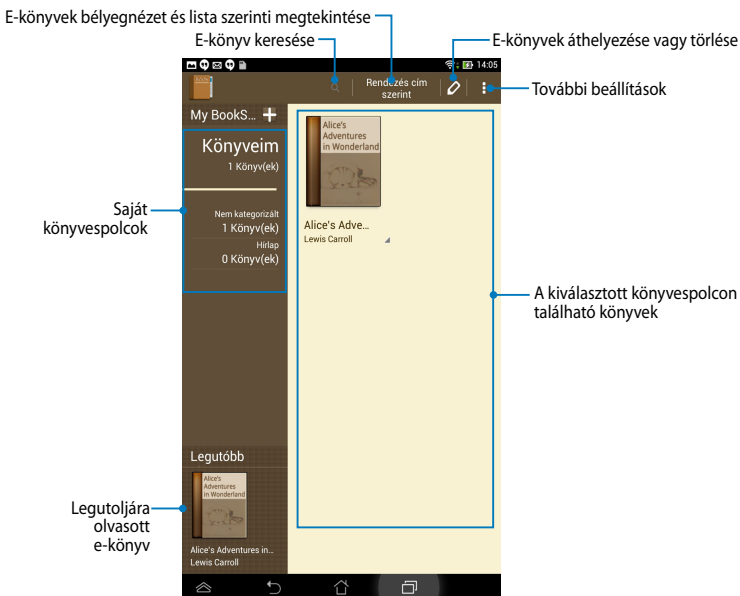 E-könyvek bélyegnézet és lista szerinti megtekintése
E-könyv keresése
E-könyvek áthelyezése vagy törlése
14:05
BOOK
Rendezés cím
szerint
További beállítások
My BookS...
Könyveim
1 Könyv(ek)
Nem kategorizált
1 Könyv(ek)
Hírlap
0 Könyv(ek)
Saját
könyvespolcok
Alice's
Adventures
in Wonderland
Alice's Adve...
Lewis Carroll
A kiválasztott könyvespolcon
található könyvek
Legutóbb
Alice's
Adventures
in Wonderland
Alice's Adventures in...
Lewis Carroll
Legutoljára
olvasott
e-könyv